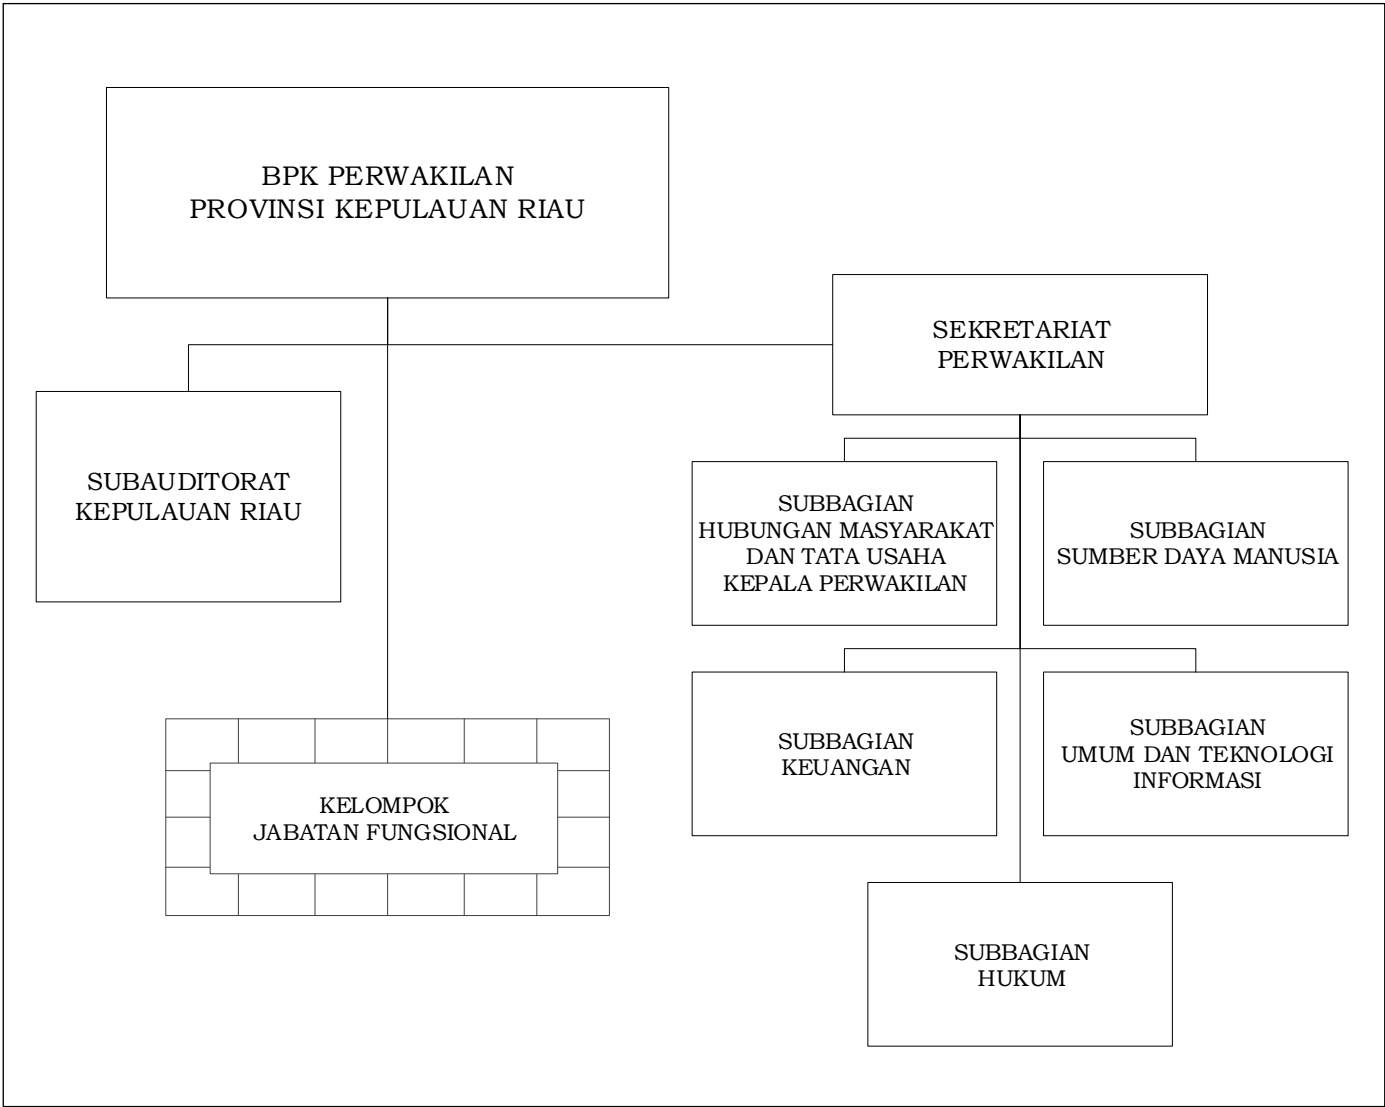 BPK PERWAKILAN
PROVINSI KEPULAUAN RIAU
SEKRETARIAT
PERWAKILAN
SUBAUDITORAT
KEPULAUAN RIAU
SUBBAGIAN
HUBUNGAN MASYARAKAT
DAN TATA USAHA
KEPALA PERWAKILAN
SUBBAGIAN
SUMBER DAYA MANUSIA
SUBBAGIAN
KEUANGAN
SUBBAGIAN
UMUM DAN TEKNOLOGI
INFORMASI
KELOMPOK
JABATAN FUNGSIONAL
SUBBAGIAN
HUKUM